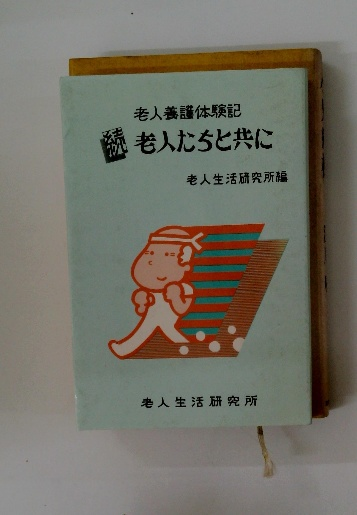 老人養護体験記
続 老人たちと共に
老人生活研究所編
老人生活研究所